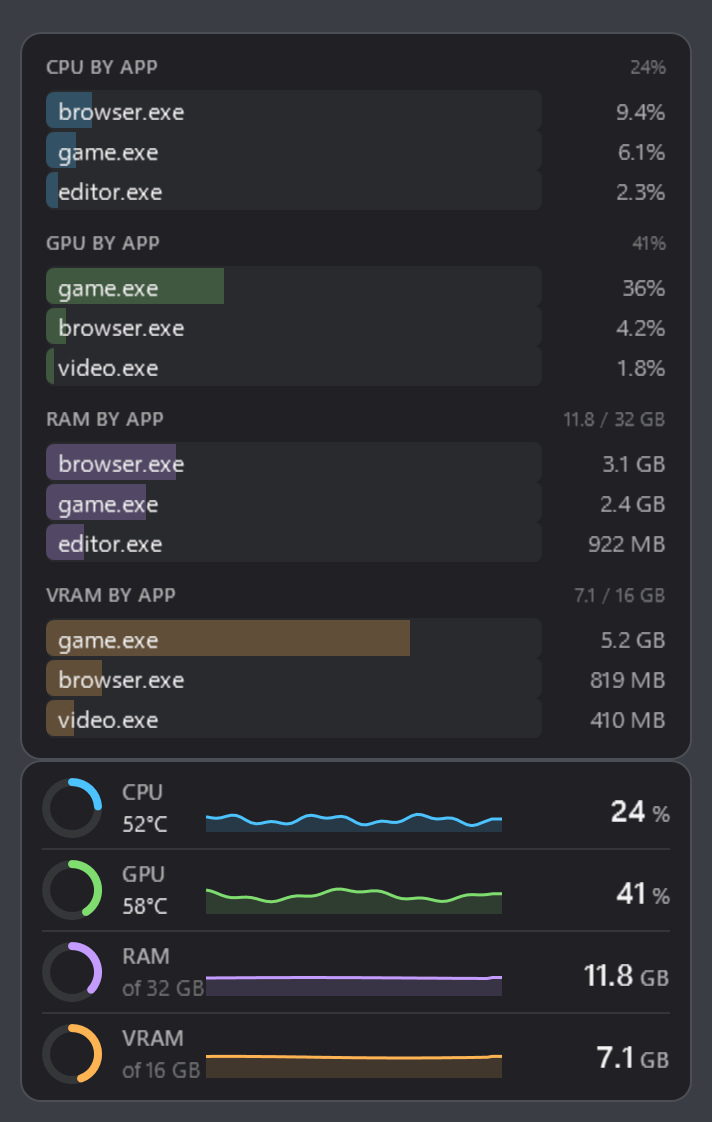 CPU BY APP 24%
browser.exe 9.4%
game.exe 6.1%
editor.exe 2.3%
GPU BY APP 41%
game.exe 36%
browser.exe 4.2%
video.exe 1.8%
RAM BY APP 11.8 / 32 GB
browser.exe 3.1 GB
game.exe 2.4 GB
editor.exe 922 MB
VRAM BY APP 7.1 / 16 GB
game.exe 5.2 GB
browser.exe 819 MB
video.exe 410 MB
CPU
52°C
24 %
GPU
58°C
41 %
RAM
of 32 GB
11.8 GB
VRAM
of 16 GB
7.1 GB